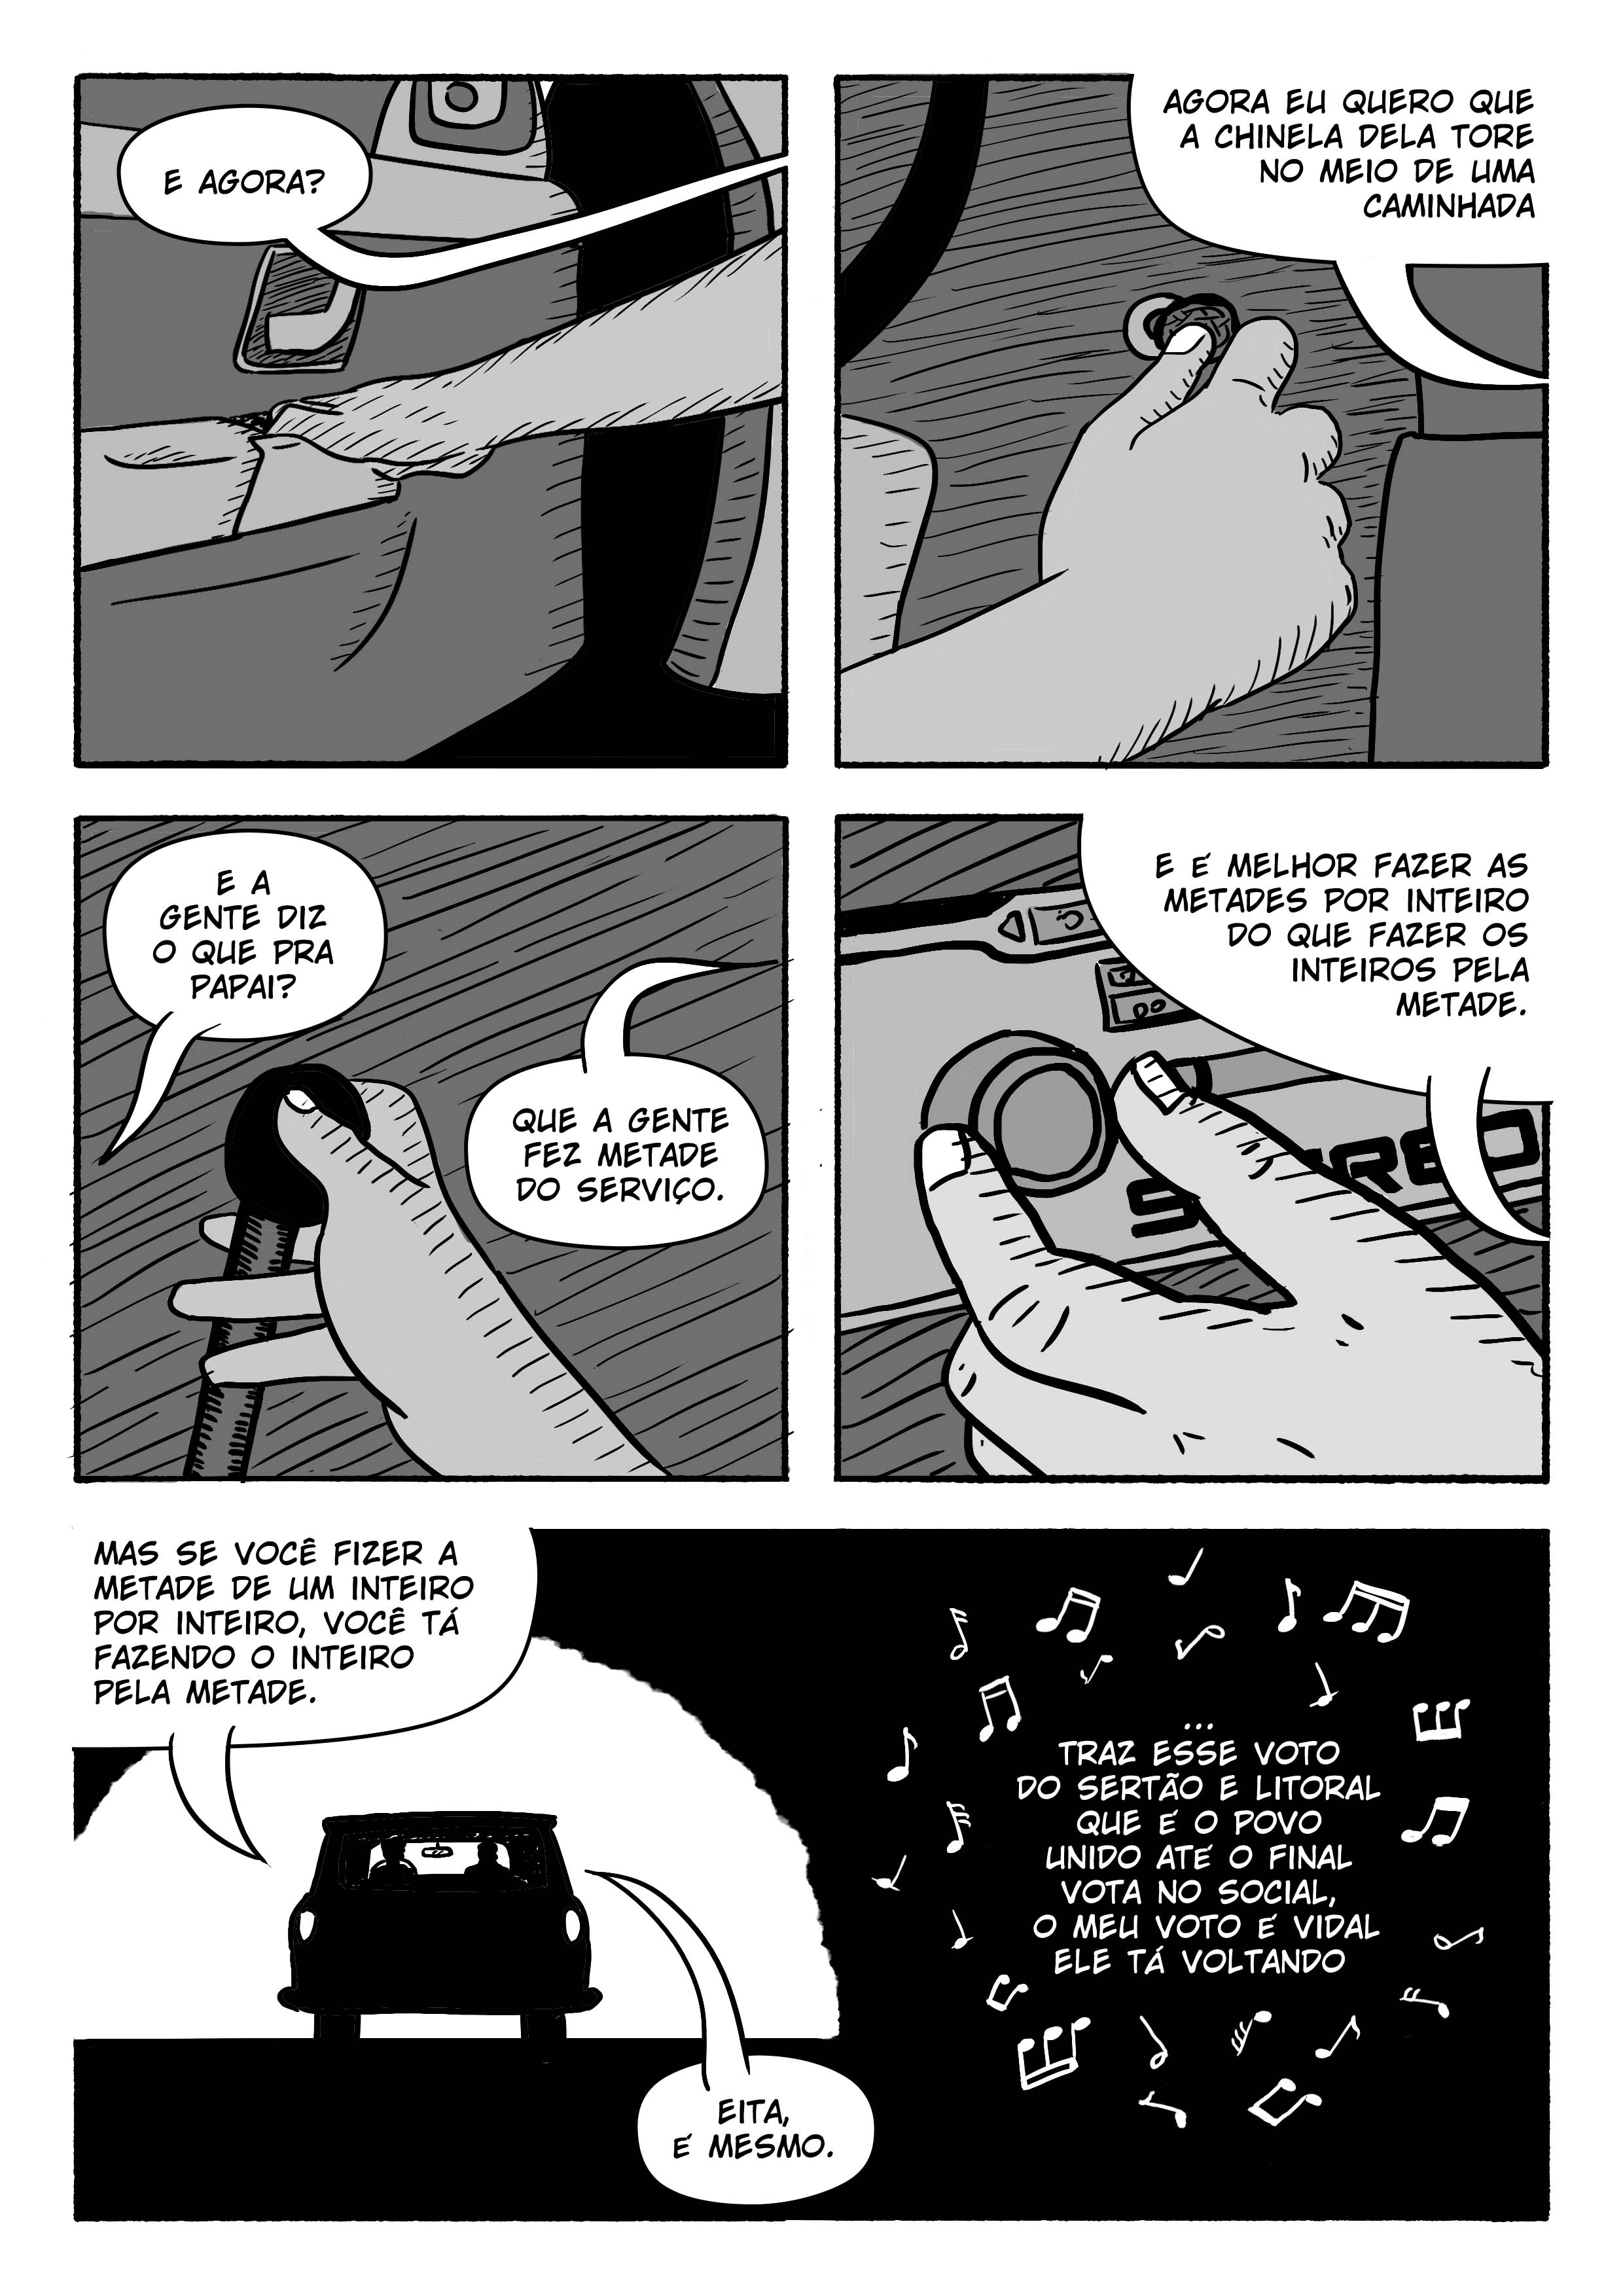 E AGORA?
AGORA EU QUERO QUE
A CHINELA DELA TORE
NO MEIO DE UMA
CAMINHADA
E A
GENTE DIZ
O QUE PRA
PAPAI?
QUE A GENTE
FEZ METADE
DO SERVIÇO.
E É MELHOR FAZER AS
METADES POR INTEIRO
DO QUE FAZER OS
INTEIROS PELA
METADE.
MAS SE VOCÊ FIZER A
METADE DE UM INTEIRO
POR INTEIRO, VOCÊ TÁ
FAZENDO O INTEIRO
PELA METADE.
EITA,
É MESMO.
...
TRAZ ESSE VOTO
DO SERTÃO E LITORAL
QUE É O POVO
UNIDO ATÉ O FINAL
VOTA NO SOCIAL,
O MEU VOTO É VIDAL
ELE TÁ VOLTANDO